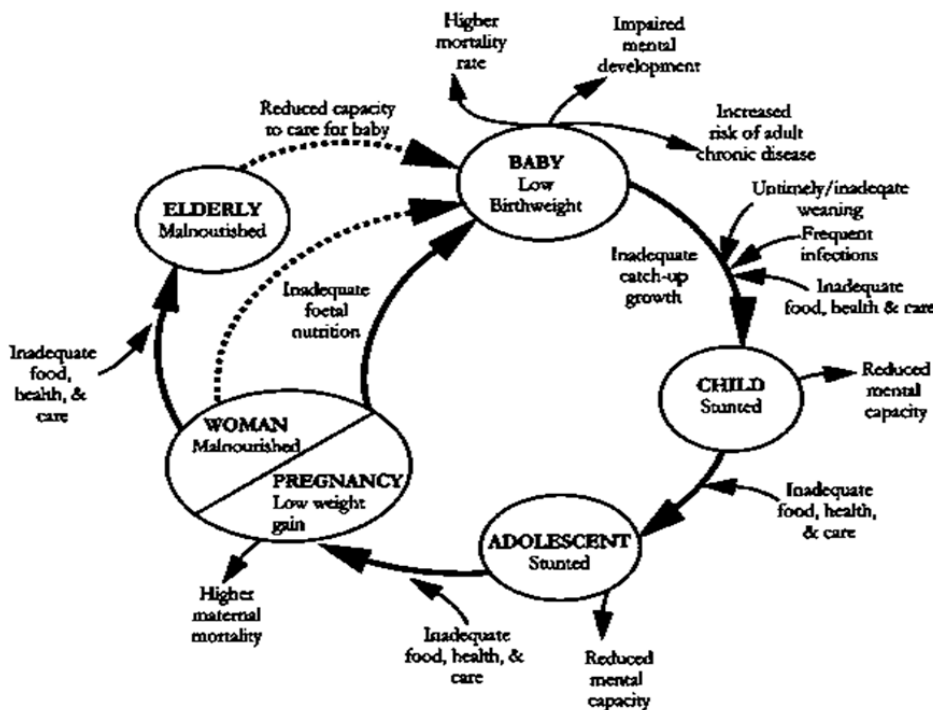 Higher
mortality
rate
Impaired
mental
development
Reduced capacity
to care for baby
Increased
risk of adult
chronic disease
BABY
Low
Birthweight
ELDERLY
Malnourished
Untimely/inadeqate
weaning
Frequent
infections
Inadequate
catch-up
growth
Inadequate
food, health & care
Inadequate
foetal
nutrition
Inadequate
food,
health, &
care
CHILD
Stunted
Reduced
mental
capacity
WOMAN
Malnourished
PREGNANCY
Low weight
gain
Inadequate
food, health,
& care
ADOLESCENT
Stunted
Higher
maternal
mortality
Inadequate
food, health, &
care
Reduced
mental
capacity